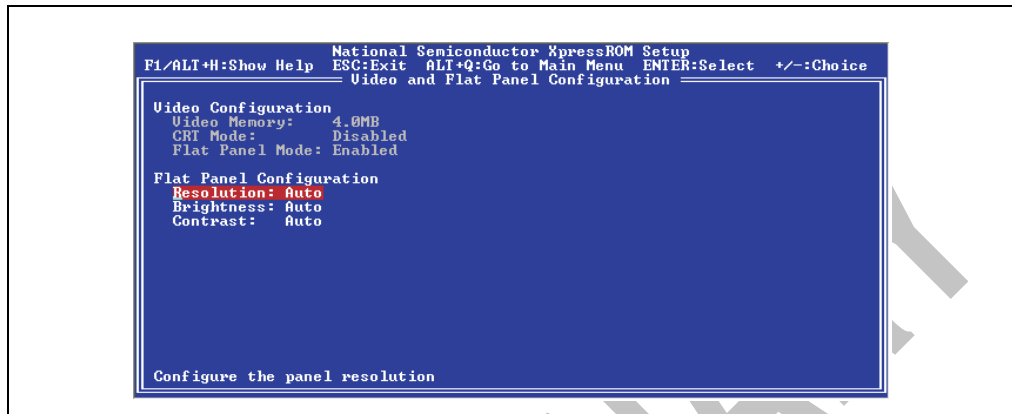 National Semiconductor XpressROM Setup
F1/ALT+H:Show Help ESC:Exit ALT+Q:Go to Main Menu ENTER:Select +/-:Choice
Video and Flat Panel Configuration
Video Configuration
Video Memory: 4.0MB
CRT Mode: Disabled
Flat Panel Mode: Enabled
Flat Panel Configuration
Resolution: Auto
Brightness: Auto
Contrast: Auto
Configure the panel resolution